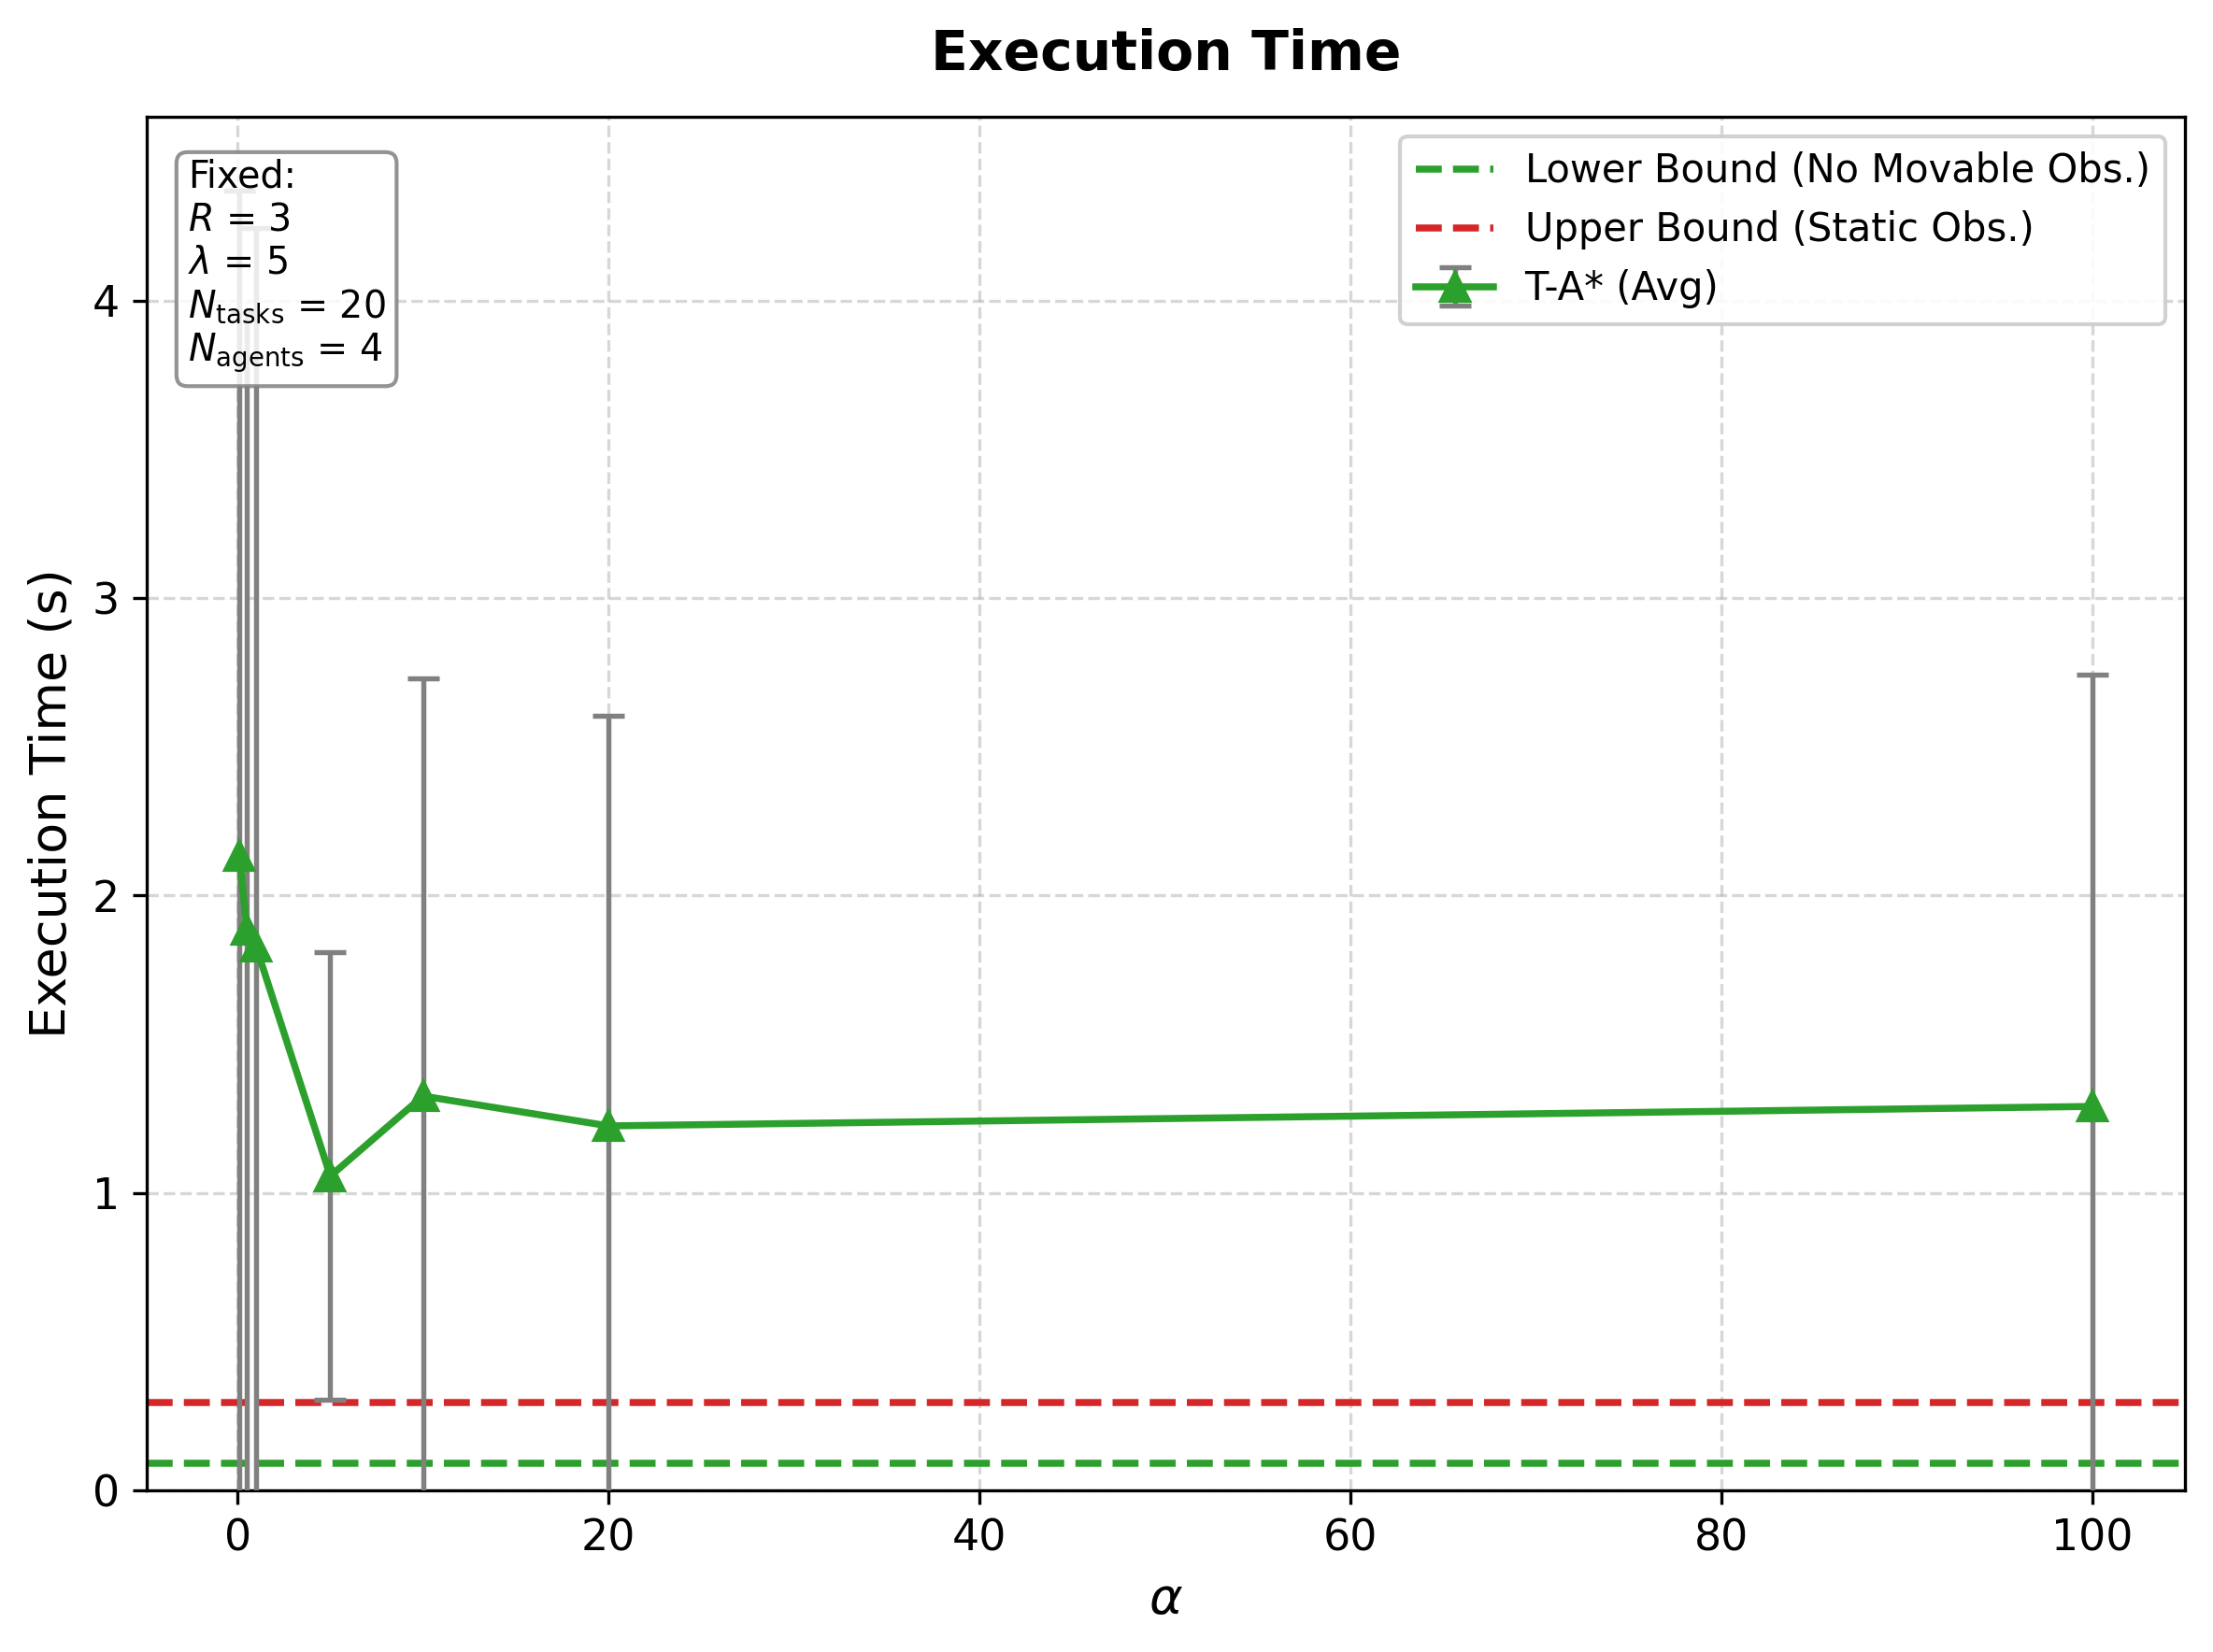 Execution Time
Fixed:
R = 3
λ = 5
N_tasks = 20
N_agents = 4
Lower Bound (No Movable Obs.)
Upper Bound (Static Obs.)
T-A* (Avg)
Execution Time (s)
4
3
2
1
0
0 20 40 60 80 100
α